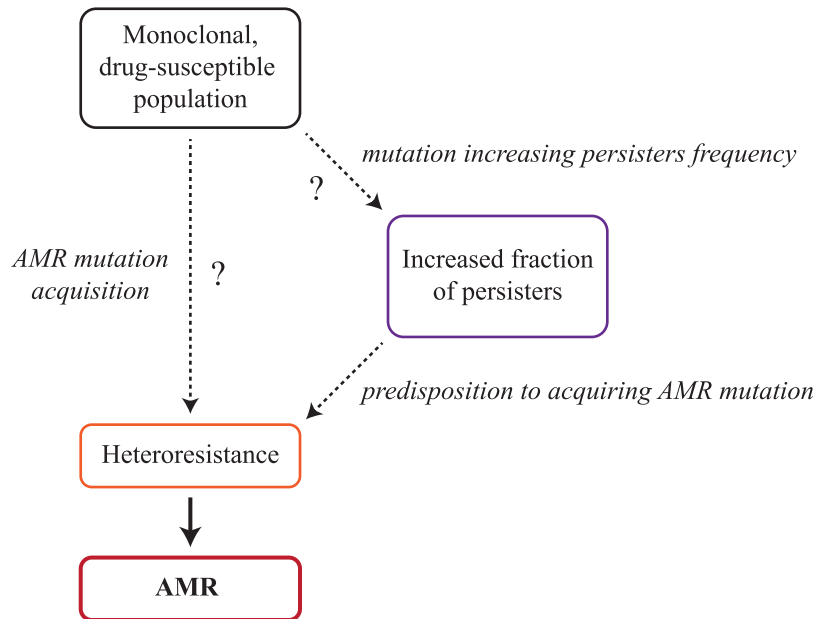 Monoclonal,
drug-susceptible
population
mutation increasing persisters frequency
?
AMR mutation
acquisition
?
Increased fraction
of persisters
predisposition to acquiring AMR mutation
Heteroresistance
AMR